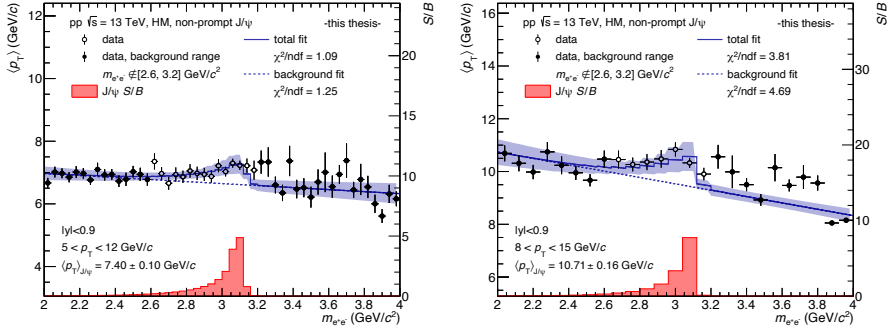 pp √s = 13 TeV, HM, non-prompt J/ψ -this thesis-
data
data, background range
m_e⁺e⁻ ∉[2.6, 3.2] GeV/c²
J/ψ S/B
total fit
χ²/ndf = 1.09
background fit
χ²/ndf = 1.25
|y|<0.9
5 < p_T < 12 GeV/c
⟨p_T⟩_J/ψ = 7.40 ± 0.10 GeV/c
⟨p_T⟩ (GeV/c)
12
10
8
6
4
S/B
20
15
10
5
0
2 2.2 2.4 2.6 2.8 3 3.2 3.4 3.6 3.8 4
m_e⁺e⁻ (GeV/c²)
pp √s = 13 TeV, HM, non-prompt J/ψ -this thesis-
data
data, background range
m_e⁺e⁻ ∉[2.6, 3.2] GeV/c²
J/ψ S/B
total fit
χ²/ndf = 3.81
background fit
χ²/ndf = 4.69
|y|<0.9
8 < p_T < 15 GeV/c
⟨p_T⟩_J/ψ = 10.71 ± 0.16 GeV/c
⟨p_T⟩ (GeV/c)
16
14
12
10
8
6
S/B
30
20
10
0
2 2.2 2.4 2.6 2.8 3 3.2 3.4 3.6 3.8 4
m_e⁺e⁻ (GeV/c²)